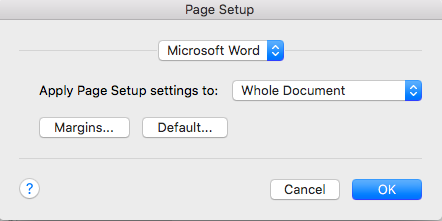 Page Setup
Microsoft Word
Apply Page Setup settings to: Whole Document
Margins... Default...
? Cancel OK